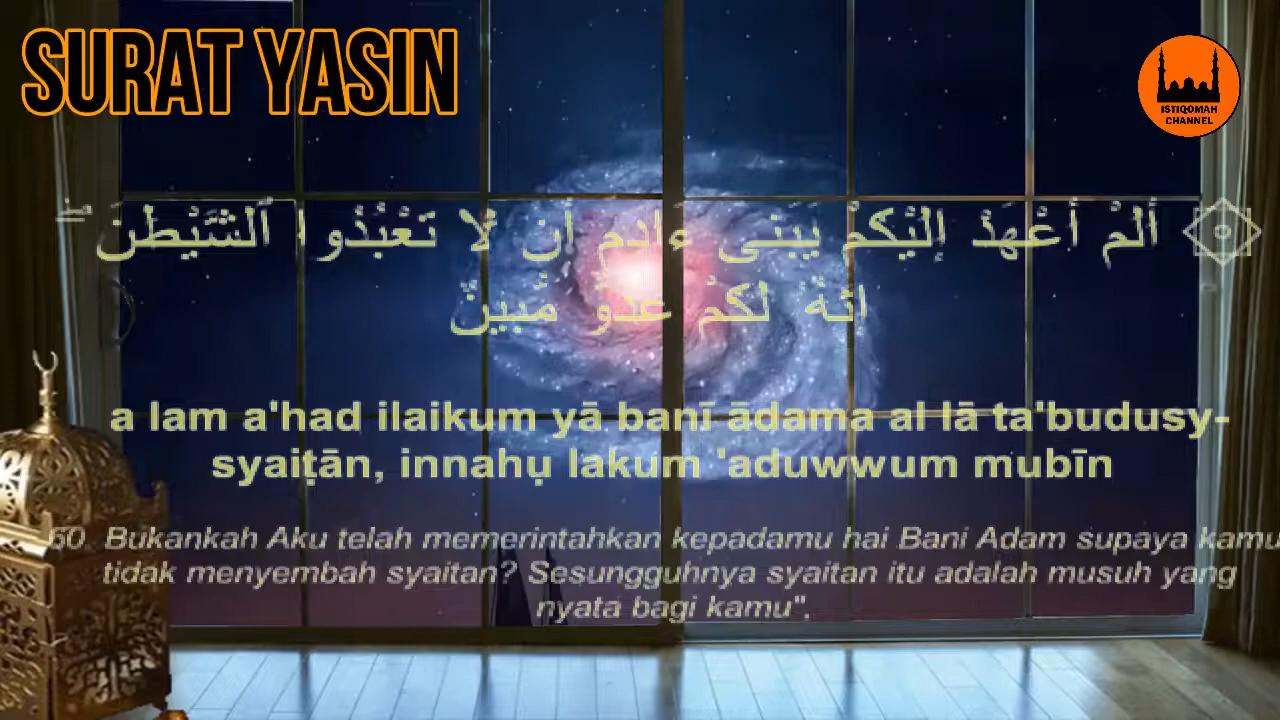 SURAT YASIN
ISTIQOMAH
CHANNEL
۞ أَلَمْ أَعْهَدْ إِلَيْكُمْ يَٰبَنِىٓ ءَادَمَ أَن لَّا تَعْبُدُوا۟ ٱلشَّيْطَٰنَ ۖ
إِنَّهُۥ لَكُمْ عَدُوٌّ مُّبِينٌ
a lam a'had ilaikum yā banī ādama al lā ta'budusy-
syaiṭān, innahụ lakum 'aduwwum mubīn
60. Bukankah Aku telah memerintahkan kepadamu hai Bani Adam supaya kamu
tidak menyembah syaitan? Sesungguhnya syaitan itu adalah musuh yang
nyata bagi kamu",